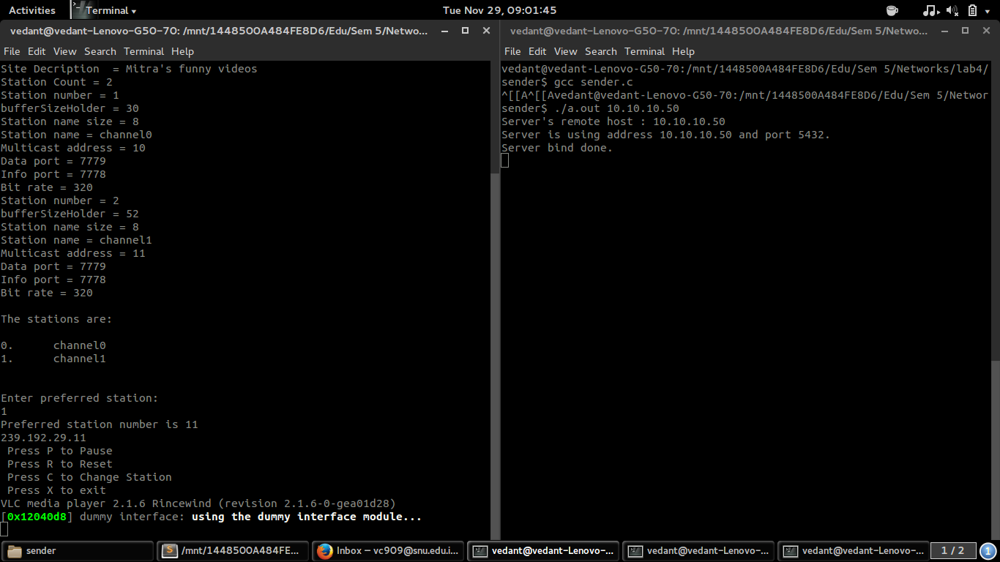 Activities
Terminal
Tue Nov 29, 09:01:45
vedant@vedant-Lenovo-G50-70: /mnt/1448500A484FE8D6/Edu/Sem 5/Netwo...
File Edit View Search Terminal Help
Site Decription  = Mitra's funny videos
Station Count = 2
Station number = 1
bufferSizeHolder = 30
Station name size = 8
Station name = channel0
Multicast address = 10
Data port = 7779
Info port = 7778
Bit rate = 320
Station number = 2
bufferSizeHolder = 52
Station name size = 8
Station name = channel1
Multicast address = 11
Data port = 7779
Info port = 7778
Bit rate = 320
The stations are:
0.      channel0
1.      channel1
Enter preferred station:
1
Preferred station number is 11
239.192.29.11
Press P to Pause
Press R to Reset
Press C to Change Station
Press X to exit
VLC media player 2.1.6 Rincewind (revision 2.1.6-0-gea01d28)
[0x12040d8] dummy interface: using the dummy interface module...
vedant@vedant-Lenovo-G50-70: /mnt/1448500A484FE8D6/Edu/Sem 5/Netwo...
File Edit View Search Terminal Help
vedant@vedant-Lenovo-G50-70:/mnt/1448500A484FE8D6/Edu/Sem 5/Networks/lab4/
sender$ gcc sender.c
^[[A^[[Avedant@vedant-Lenovo-G50-70:/mnt/1448500A484FE8D6/Edu/Sem 5/Networ
sender$ ./a.out 10.10.10.50
Server's remote host : 10.10.10.50
Server is using address 10.10.10.50 and port 5432.
Server bind done.
sender
S
/mnt/1448500A484FE...
Inbox – vc909@snu.edu.i...
vedant@vedant-Lenovo-...
vedant@vedant-Lenovo-...
vedant@vedant-Lenovo-...
1 / 2
1